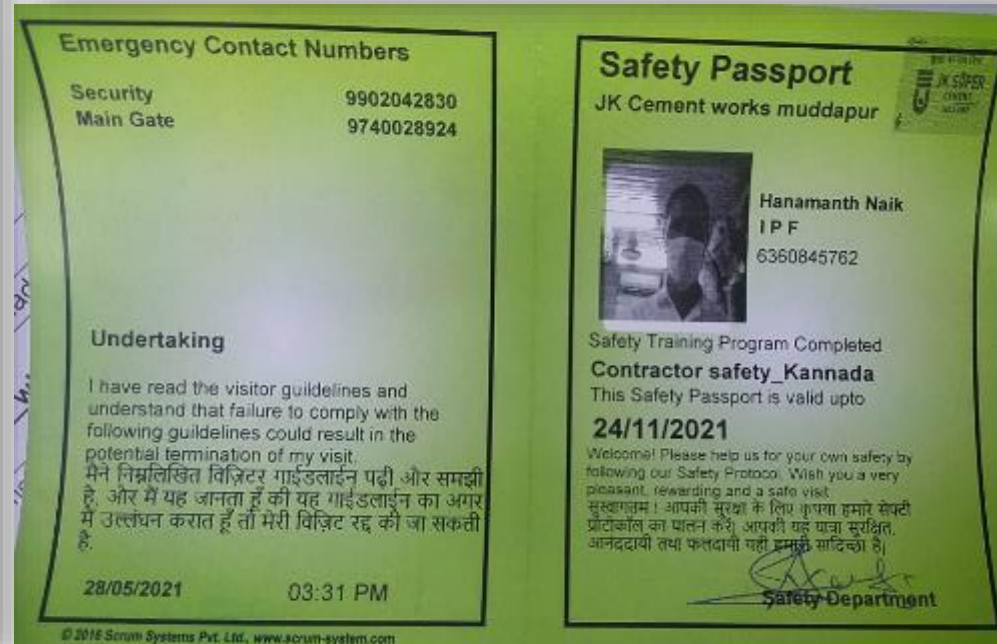 Emergency Contact Numbers
Security 9902042830
Main Gate 9740028924
Undertaking
I have read the visitor guildelines and
understand that failure to comply with the
following guildelines could result in the
potential termination of my visit.
मैने निम्नलिखित विज़िटर गाईडलाईन पढ़ी और समझी
है, और मैं यह जानता हूँ की यह गाईडलाईन का अगर
में उल्लंघन करात हूँ तो मेरी विज़िट रद्द की जा सकती
है.
28/05/2021 03:31 PM
© 2016 Scrum Systems Pvt. Ltd., www.scrum-system.com
Safety Passport
JK Cement works muddapur
JK SUPER
CEMENT
Hanamanth Naik
I P F
6360845762
Safety Training Program Completed
Contractor safety_Kannada
This Safety Passport is valid upto
24/11/2021
Welcome! Please help us for your own safety by
following our Safety Protocol. Wish you a very
pleasant, rewarding and a safe visit
सुस्वागतम ! आपकी सुरक्षा के लिए कृपया हमारे सेफ्टी
प्रोटोकॉल का पालन करें| आपकी यह यात्रा सुरक्षित,
आनंददायी तथा फलदायी यही हमारी सदिच्छा है|
Safety Department